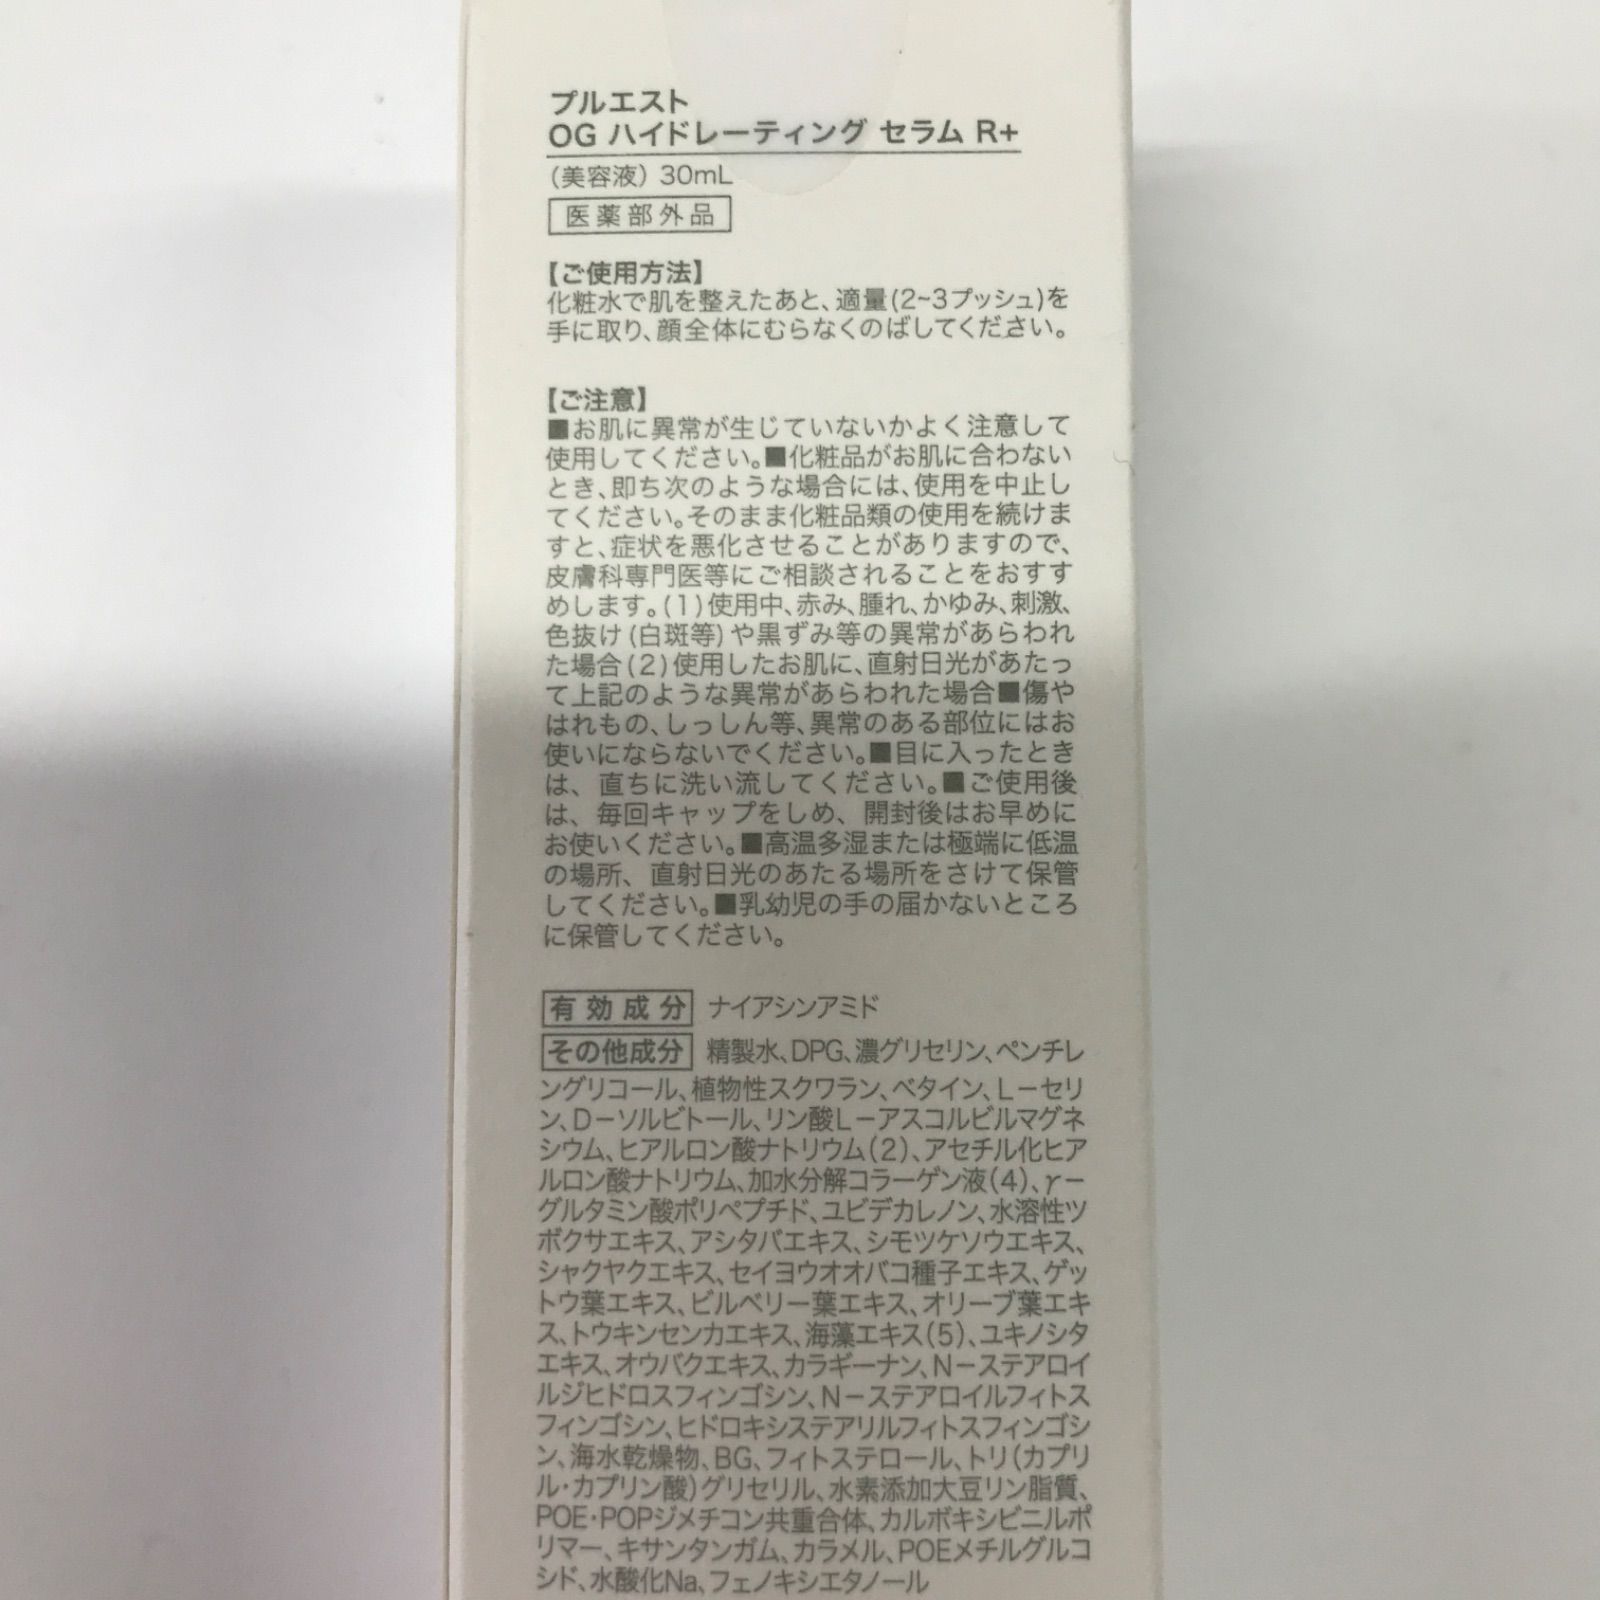 プルエスト
OG ハイドレーティング セラム R+
（美容液）30mL
医薬部外品
【ご使用方法】
化粧水で肌を整えたあと、適量(2~3プッシュ)を
手に取り、顔全体にむらなくのばしてください。
【ご注意】
■お肌に異常が生じていないかよく注意して
使用してください。■化粧品がお肌に合わない
とき、即ち次のような場合には、使用を中止し
てください。そのまま化粧品類の使用を続けま
すと、症状を悪化させることがありますので、
皮膚科専門医等にご相談されることをおすす
めします。(1)使用中、赤み、腫れ、かゆみ、刺激、
色抜け(白斑等)や黒ずみ等の異常があらわれ
た場合(2)使用したお肌に、直射日光があたっ
て上記のような異常があらわれた場合■傷や
はれもの、しっしん等、異常のある部位にはお
使いにならないでください。■目に入ったとき
は、直ちに洗い流してください。■ご使用後
は、毎回キャップをしめ、開封後はお早めに
お使いください。■高温多湿または極端に低温
の場所、直射日光のあたる場所をさけて保管
してください。■乳幼児の手の届かないところ
に保管してください。
有効成分 ナイアシンアミド
その他成分 精製水、DPG、濃グリセリン、ペンチレ
ングリコール、植物性スクワラン、ベタイン、L－セリ
ン、D－ソルビトール、リン酸L－アスコルビルマグネ
シウム、ヒアルロン酸ナトリウム(2)、アセチル化ヒア
ルロン酸ナトリウム、加水分解コラーゲン液(4)、γ－
グルタミン酸ポリペプチド、ユビデカレノン、水溶性ツ
ボクサエキス、アシタバエキス、シモツケソウエキス、
シャクヤクエキス、セイヨウオオバコ種子エキス、ゲッ
トウ葉エキス、ビルベリー葉エキス、オリーブ葉エキ
ス、トウキンセンカエキス、海藻エキス(5)、ユキノシタ
エキス、オウバクエキス、カラギーナン、N－ステアロイ
ルジヒドロスフィンゴシン、N－ステアロイルフィトス
フィンゴシン、ヒドロキシステアリルフィトスフィンゴシ
ン、海水乾燥物、BG、フィトステロール、トリ(カプリ
ル・カプリン酸)グリセリル、水素添加大豆リン脂質、
POE・POPジメチコン共重合体、カルボキシビニルポ
リマー、キサンタンガム、カラメル、POEメチルグルコ
シド、水酸化Na、フェノキシエタノール